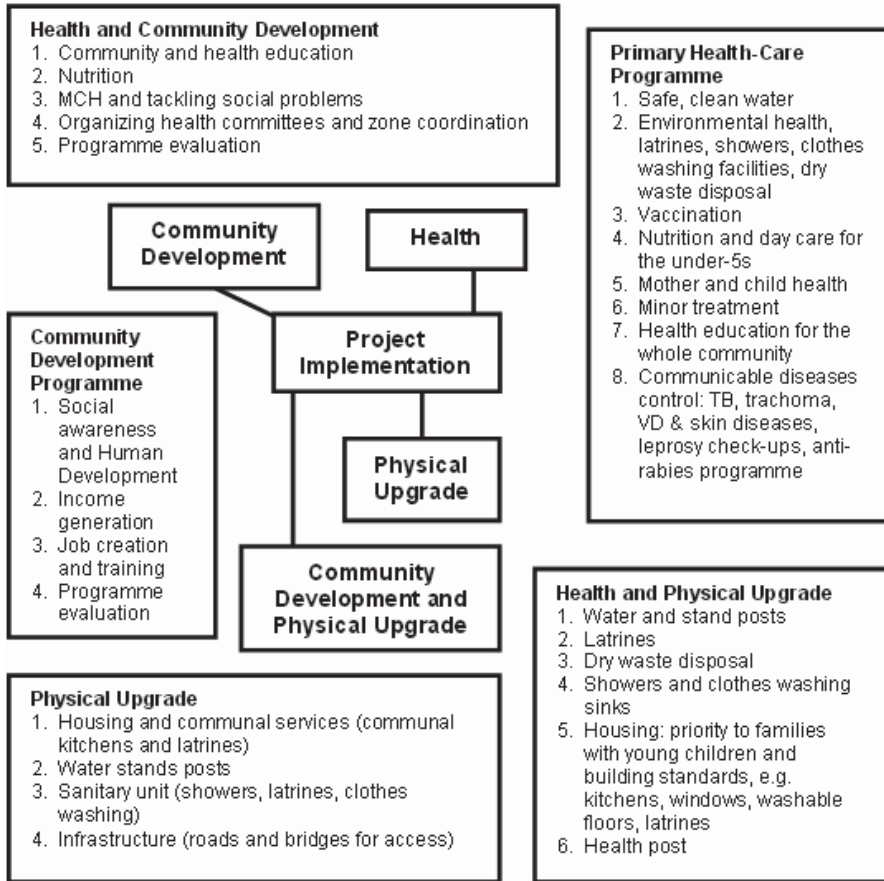 Health and Community Development
1. Community and health education
2. Nutrition
3. MCH and tackling social problems
4. Organizing health committees and zone coordination
5. Programme evaluation
Primary Health-Care
Programme
1. Safe, clean water
2. Environmental health,
latrines, showers, clothes
washing facilities, dry
waste disposal
3. Vaccination
4. Nutrition and day care for
the under-5s
5. Mother and child health
6. Minor treatment
7. Health education for the
whole community
8. Communicable diseases
control: TB, trachoma,
VD & skin diseases,
leprosy check-ups, anti-
rabies programme
Community
Development
Health
Project
Implementation
Physical
Upgrade
Community
Development and
Physical Upgrade
Community
Development
Programme
1. Social
awareness
and Human
Development
2. Income
generation
3. Job creation
and training
4. Programme
evaluation
Physical Upgrade
1. Housing and communal services (communal
kitchens and latrines)
2. Water stands posts
3. Sanitary unit (showers, latrines, clothes
washing)
4. Infrastructure (roads and bridges for access)
Health and Physical Upgrade
1. Water and stand posts
2. Latrines
3. Dry waste disposal
4. Showers and clothes washing
sinks
5. Housing: priority to families
with young children and
building standards, e.g.
kitchens, windows, washable
floors, latrines
6. Health post